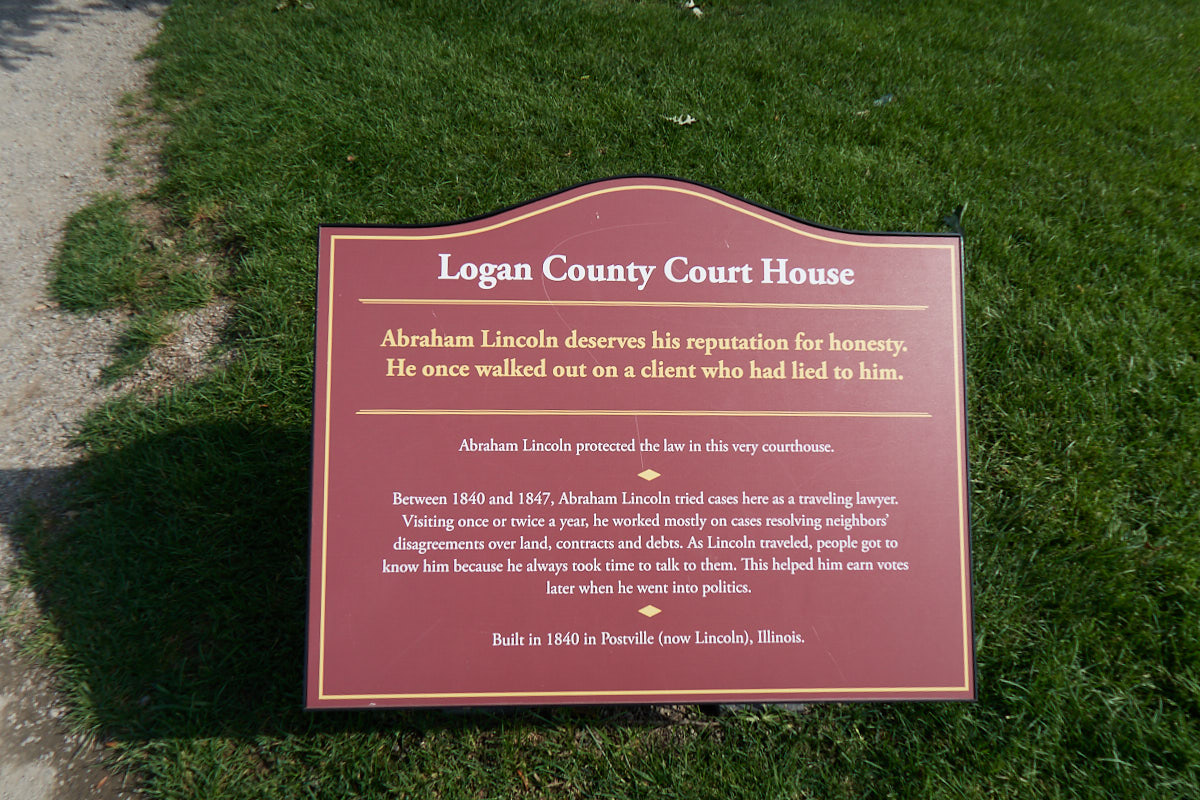 Logan County Court House
Abraham Lincoln deserves his reputation for honesty.
He once walked out on a client who had lied to him.
Abraham Lincoln protected the law in this very courthouse.
Between 1840 and 1847, Abraham Lincoln tried cases here as a traveling lawyer.
Visiting once or twice a year, he worked mostly on cases resolving neighbors’
disagreements over land, contracts and debts. As Lincoln traveled, people got to
know him because he always took time to talk to them. This helped him earn votes
later when he went into politics.
Built in 1840 in Postville (now Lincoln), Illinois.